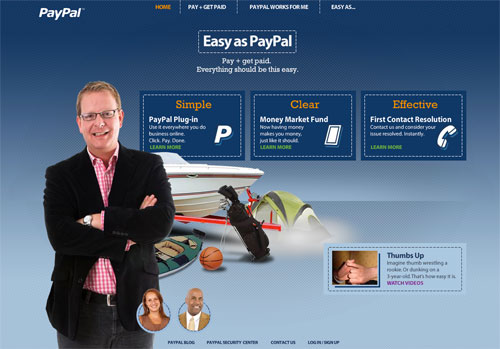 PayPal™
HOME
PAY + GET PAID
PAYPAL WORKS FOR ME
EASY AS...
Easy as PayPal
Pay + get paid.
Everything should be this easy.
Simple
PayPal Plug-in
Use it everywhere you do
business online.
Click. Pay. Done.
LEARN MORE
P
Clear
Money Market Fund
Now having money
makes you money,
just like it should.
LEARN MORE
Effective
First Contact Resolution
Contact us and consider your
issue resolved. Instantly.
LEARN MORE
Thumbs Up
Imagine thumb wrestling a
rookie. Or dunking on a
3-year-old. That's how easy it is.
WATCH VIDEOS
PAYPAL BLOG
PAYPAL SECURITY CENTER
CONTACT US
LOG IN / SIGN UP